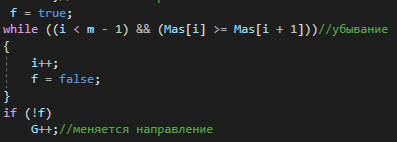 f = true;
while ((i < m - 1) && (Mas[i] >= Mas[i + 1]))//убывание
{
i++;
f = false;
}
if (!f)
G++;//меняется направление